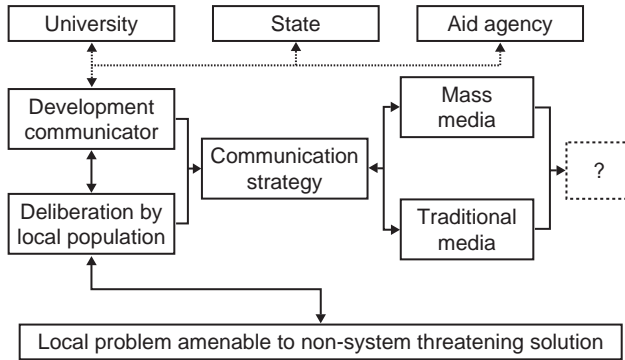 University
State
Aid agency
Development
communicator
Mass
media
Communication
strategy
?
Deliberation by
local population
Traditional
media
Local problem amenable to non-system threatening solution